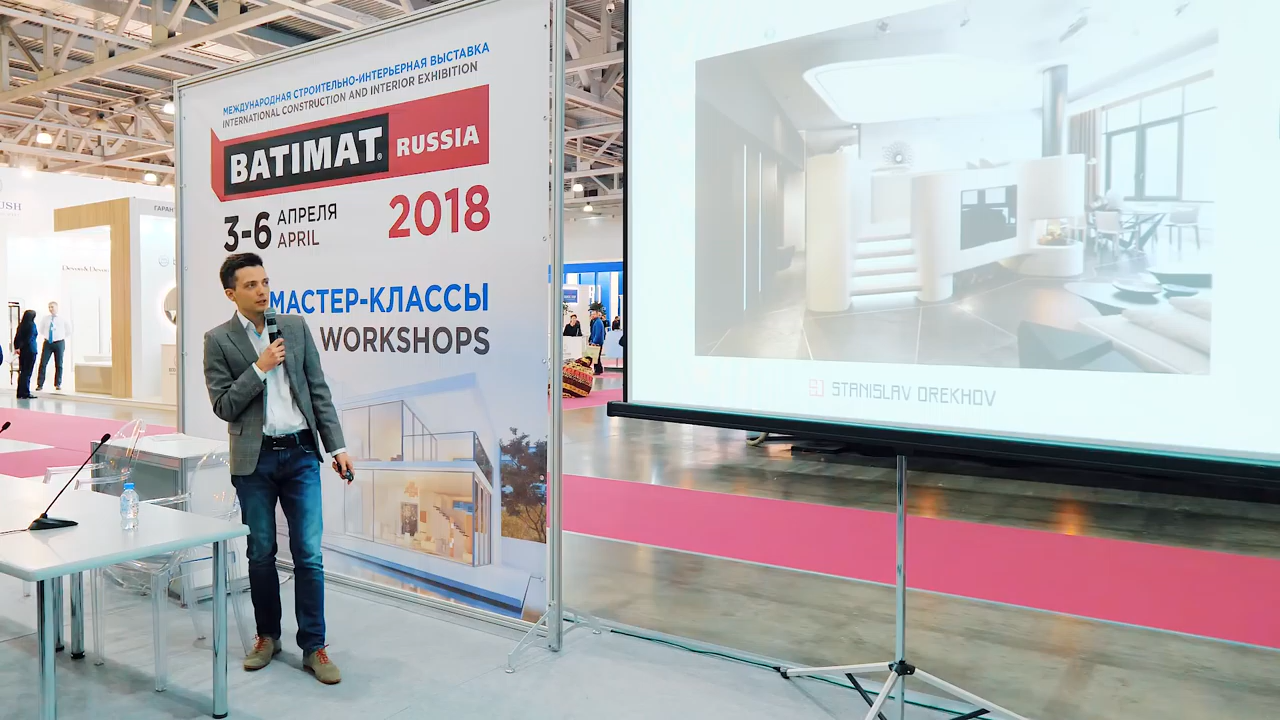 МЕЖДУНАРОДНАЯ СТРОИТЕЛЬНО-ИНТЕРЬЕРНАЯ ВЫСТАВКА
INTERNATIONAL CONSTRUCTION AND INTERIOR EXHIBITION
BATIMAT® RUSSIA
3-6 АПРЕЛЯ
APRIL
2018
МАСТЕР-КЛАССЫ
WORKSHOPS
STANISLAV OREKHOV